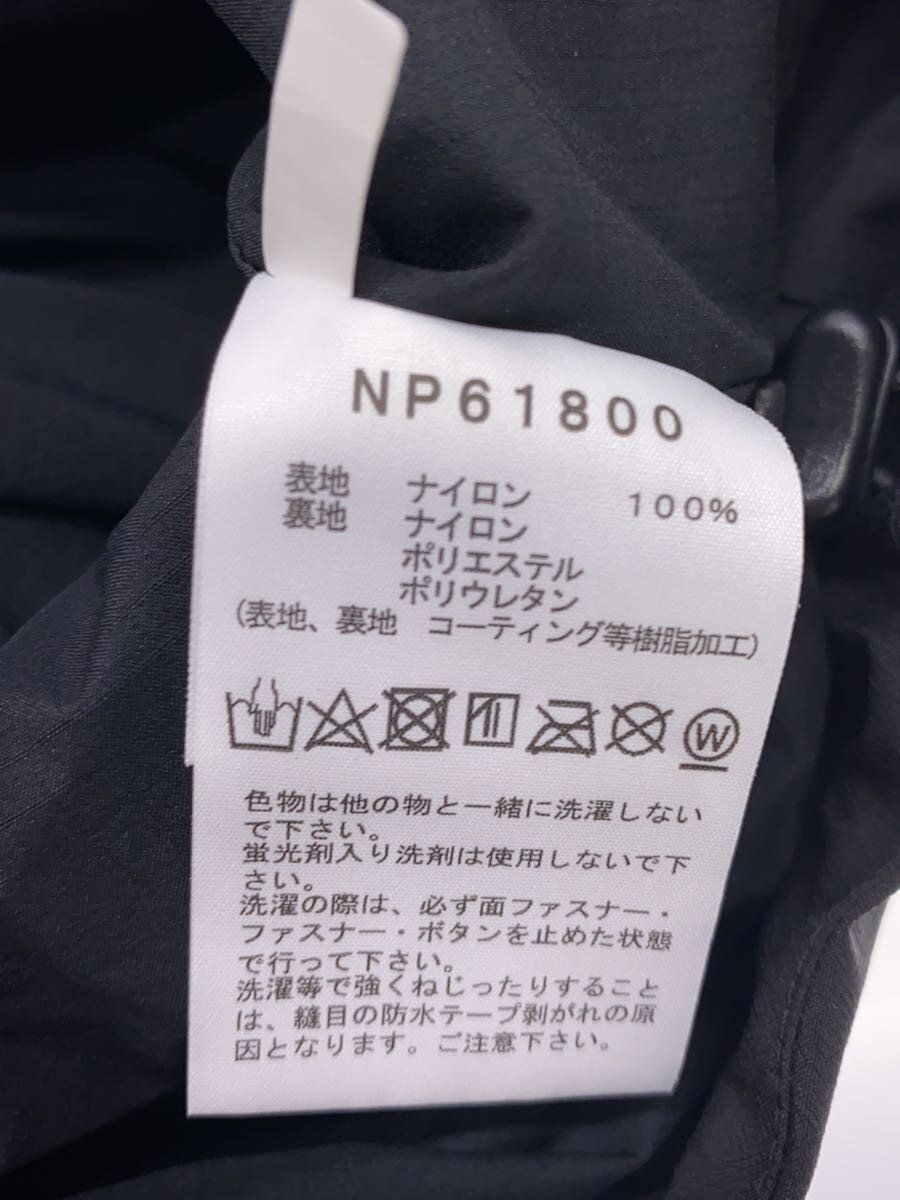 NP61800
表地 ナイロン 100%
裏地 ナイロン
ポリエステル
ポリウレタン
(表地、裏地 コーティング等樹脂加工)
W
色物は他の物と一緒に洗濯しない
で下さい。
蛍光剤入り洗剤は使用しないで下
さい。
洗濯の際は、必ず面ファスナー・
ファスナー・ボタンを止めた状態
で行って下さい。
洗濯等で強くねじったりすること
は、縫目の防水テープ剥がれの原
因となります。ご注意下さい。